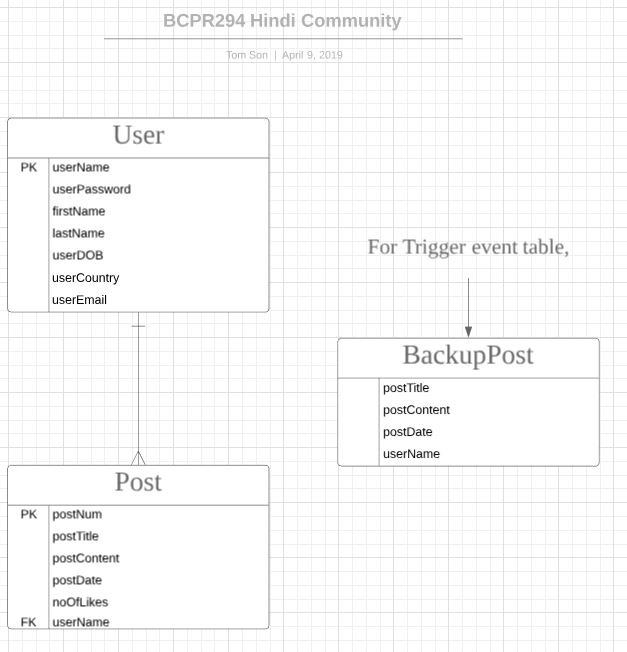 BCPR294 Hindi Community
Tom Son | April 9, 2019
User
PK userName
userPassword
firstName
lastName
userDOB
userCountry
userEmail
For Trigger event table,
BackupPost
postTitle
postContent
postDate
userName
Post
PK postNum
postTitle
postContent
postDate
noOfLikes
FK userName